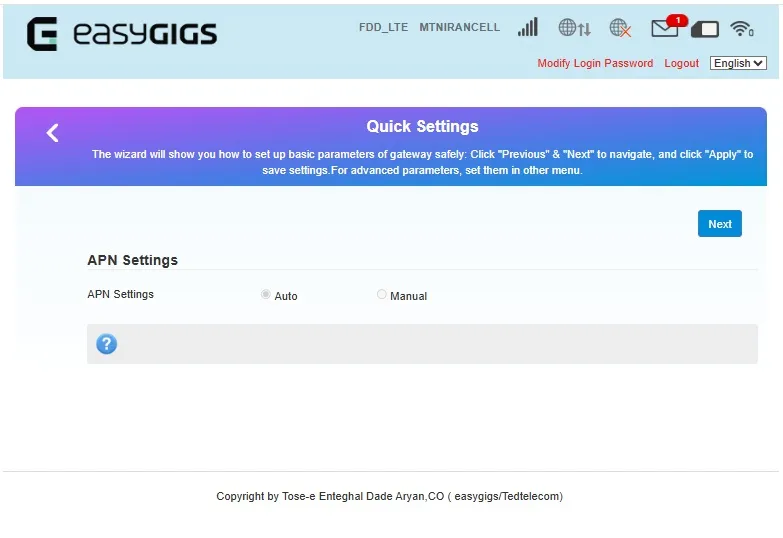 easyGIGS
FDD_LTE MTNIRANCELL
1
0
Modify Login Password Logout English
Quick Settings
The wizard will show you how to set up basic parameters of gateway safely: Click "Previous" & "Next" to navigate, and click "Apply" to
save settings.For advanced parameters, set them in other menu.
Next
APN Settings
APN Settings Auto Manual
?
Copyright by Tose-e Enteghal Dade Aryan,CO ( easygigs/Tedtelecom)